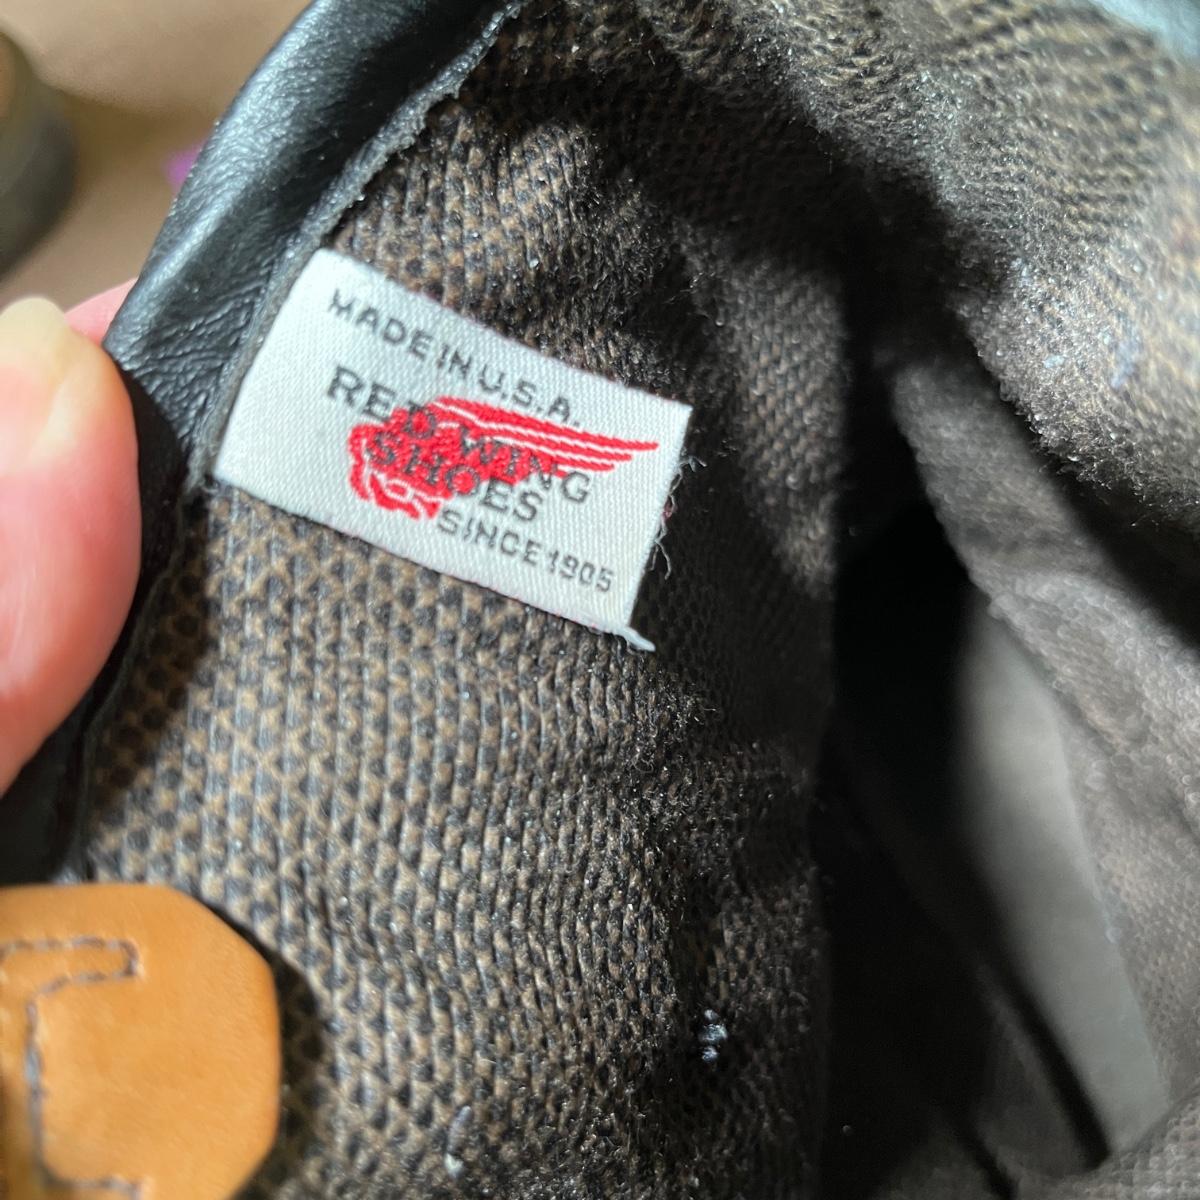 MADE IN U.S.A.
RED WING
SHOES
SINCE 1905